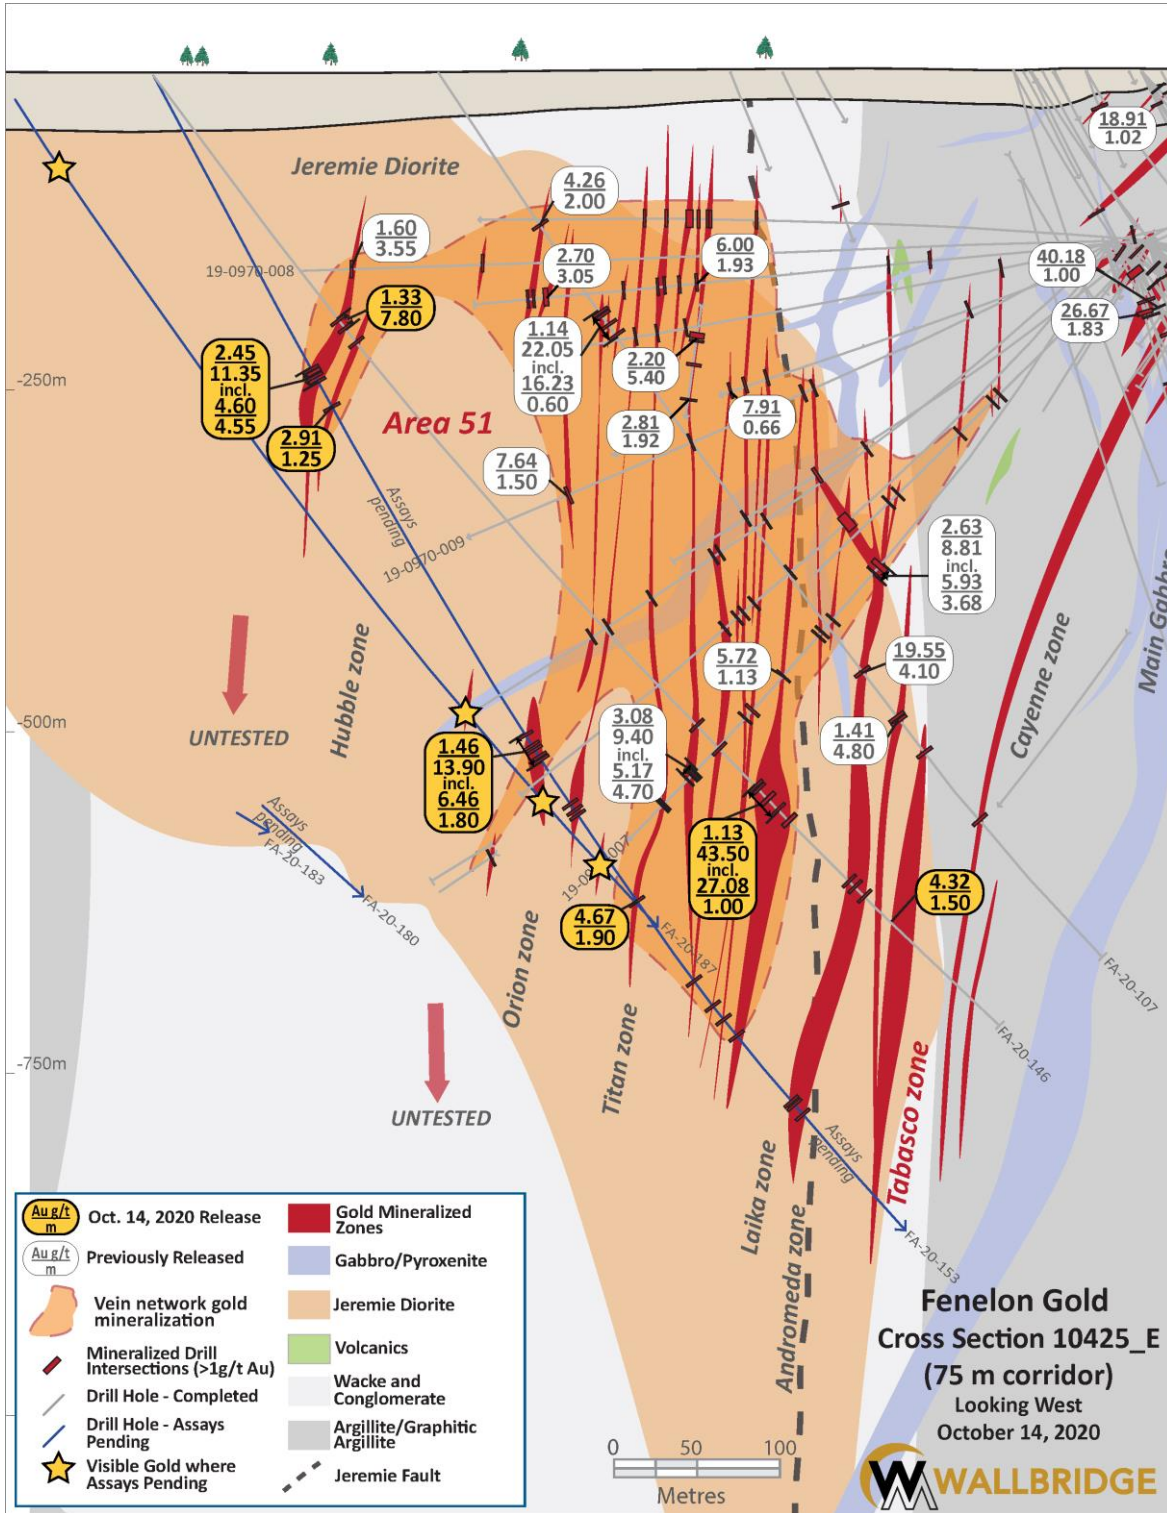 Jeremie Diorite
18.91
1.02
4.26
2.00
1.60
3.55
19-0970-008
2.70
3.05
6.00
1.93
40.18
1.00
26.67
1.83
1.33
7.80
1.14
22.05
incl.
16.23
0.60
2.20
5.40
2.45
11.35
incl.
4.60
4.55
-250m
Area 51
2.81
1.92
7.91
0.66
2.91
1.25
7.64
1.50
Assays
pending
19-0970-009
2.63
8.81
incl.
5.93
3.68
Hubble zone
5.72
1.13
19.55
4.10
Cayenne zone
Main Gabbro
-500m
UNTESTED
3.08
9.40
incl.
5.17
4.70
1.41
4.80
1.46
13.90
incl.
6.46
1.80
Assays
pending
FA-20-183
FA-20-180
1.13
43.50
incl.
27.08
1.00
4.32
1.50
4.67
1.90
FA-20-187
Orion zone
Titan zone
FA-20-107
FA-20-146
-750m
UNTESTED
Tabasco zone
Assays
pending
Laika zone
Andromeda zone
FA-20-153
Au g/t
m
Oct. 14, 2020 Release
Au g/t
m
Previously Released
Vein network gold
mineralization
Mineralized Drill
Intersections (>1g/t Au)
Drill Hole - Completed
Drill Hole - Assays
Pending
Visible Gold where
Assays Pending
Gold Mineralized
Zones
Gabbro/Pyroxenite
Jeremie Diorite
Volcanics
Wacke and
Conglomerate
Argillite/Graphitic
Argillite
Jeremie Fault
0 50 100
Metres
Fenelon Gold
Cross Section 10425_E
(75 m corridor)
Looking West
October 14, 2020
WALLBRIDGE